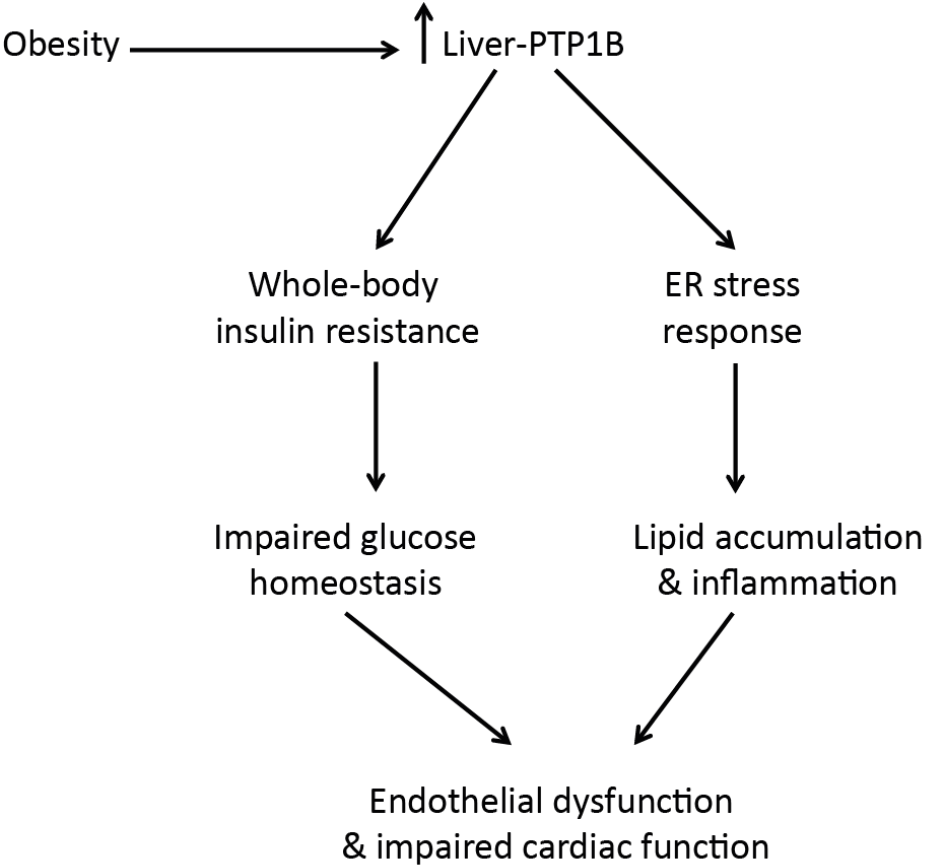 Obesity
Liver-PTP1B
Whole-body
insulin resistance
ER stress
response
Impaired glucose
homeostasis
Lipid accumulation
& inflammation
Endothelial dysfunction
& impaired cardiac function